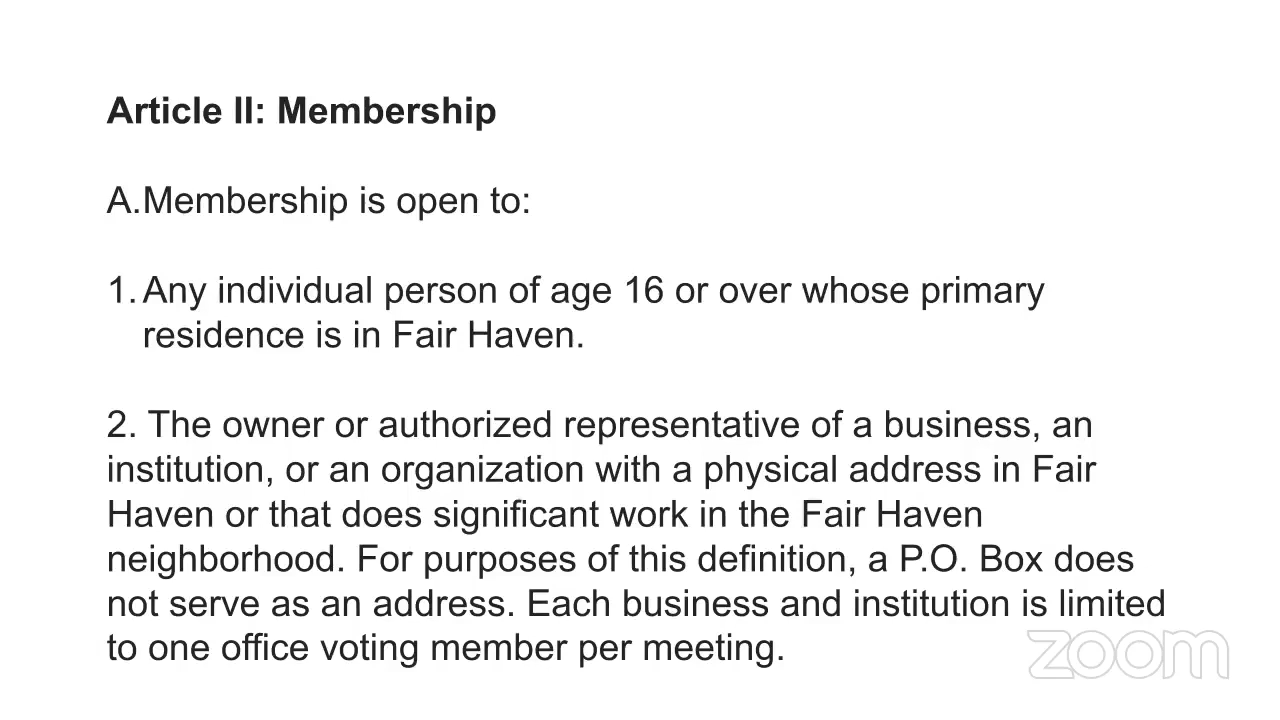 Article II: Membership
A.Membership is open to:
1. Any individual person of age 16 or over whose primary
residence is in Fair Haven.
2. The owner or authorized representative of a business, an
institution, or an organization with a physical address in Fair
Haven or that does significant work in the Fair Haven
neighborhood. For purposes of this definition, a P.O. Box does
not serve as an address. Each business and institution is limited
to one office voting member per meeting.
zoom